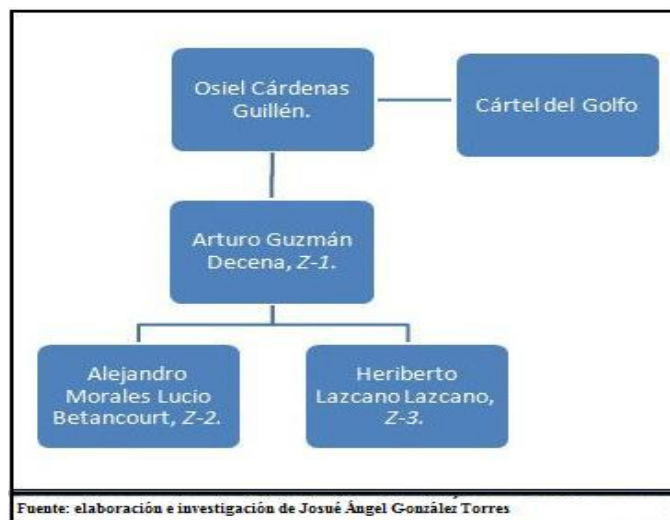 Osiel Cárdenas
Guillén.
Cártel del Golfo
Arturo Guzmán
Decena, Z-1.
Alejandro
Morales Lucio
Betancourt, Z-2.
Heriberto
Lazcano Lazcano,
Z-3.
Fuente: elaboración e investigación de Josué Ángel González Torres